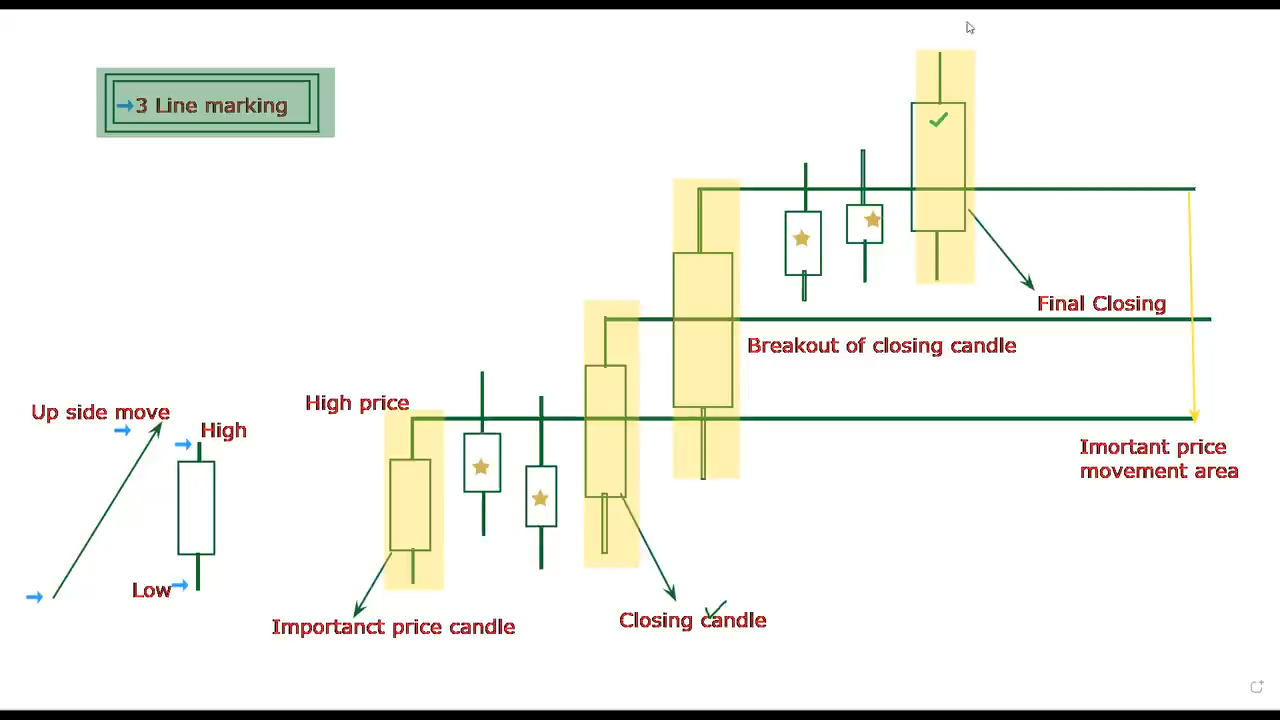 3 Line marking
Final Closing
Breakout of closing candle
High price
Up side move
High
Imortant price
movement area
Low
Importanct price candle
Closing candle